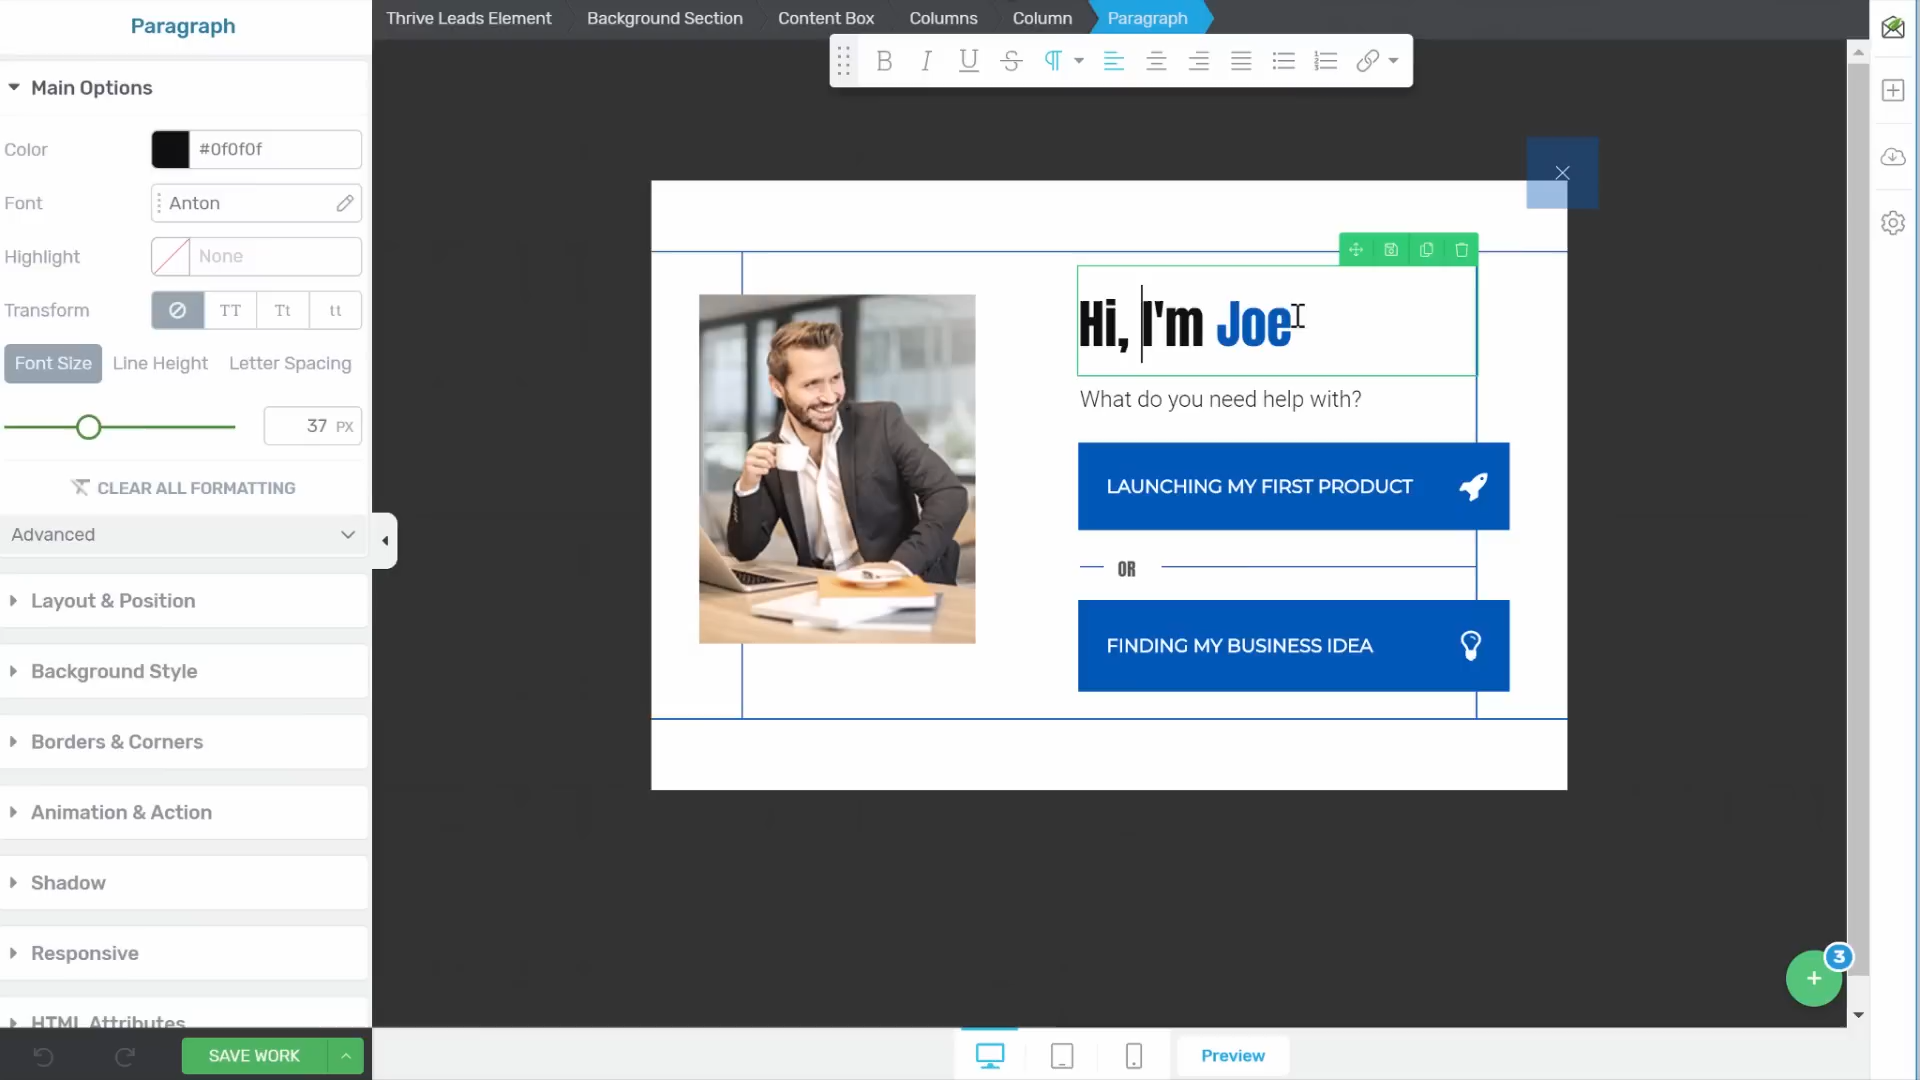 Paragraph
Thrive Leads Element
Background Section
Content Box
Columns
Column
Paragraph
Main Options
Color
#0f0f0f
Font
Anton
Highlight
None
Transform
TT
Tt
tt
Font Size
Line Height
Letter Spacing
37 PX
CLEAR ALL FORMATTING
Advanced
Layout & Position
Background Style
Borders & Corners
Animation & Action
Shadow
Responsive
HTML Attributes
SAVE WORK
Hi, I'm Joe
What do you need help with?
LAUNCHING MY FIRST PRODUCT
OR
FINDING MY BUSINESS IDEA
3
Preview